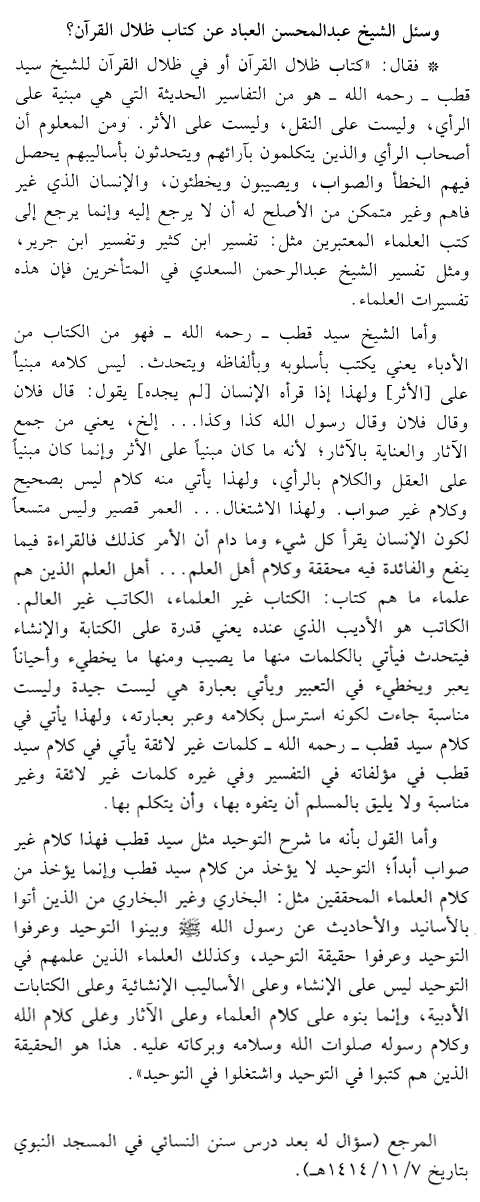 وسئل الشيخ عبدالمحسن العباد عن كتاب ظلال القرآن؟
* فقال: «كتاب ظلال القرآن أو في ظلال القرآن للشيخ سيد
قطب ـ رحمه الله ـ هو من التفاسير الحديثة التي هي مبنية على
الرأي، وليست على النقل، وليست على الأثر. ومن المعلوم أن
أصحاب الرأي والذين يتكلمون بآرائهم ويتحدثون بأساليبهم يحصل
فيهم الخطأ والصواب، ويصيبون ويخطئون، والإنسان الذي غير
فاهم وغير متمكن من الأصلح له أن لا يرجع إليه وإنما يرجع إلى
كتب العلماء المعتبرين مثل: تفسير ابن كثير وتفسير ابن جرير،
ومثل تفسير الشيخ عبدالرحمن السعدي في المتأخرين فإن هذه
تفسيرات العلماء.
وأما الشيخ سيد قطب ـ رحمه الله ـ فهو من الكتاب من
الأدباء يعني يكتب بأسلوبه وبألفاظه ويتحدث. ليس كلامه مبنياً
على [الأثر] ولهذا إذا قرأه الإنسان [لم يجده] يقول: قال فلان
وقال فلان وقال رسول الله كذا وكذا... إلخ، يعني من جمع
الآثار والعناية بالآثار؛ لأنه ما كان مبنياً على الأثر وإنما كان مبنياً
على العقل والكلام بالرأي، ولهذا يأتي منه كلام ليس بصحيح
وكلام غير صواب. ولهذا الاشتغال... العمر قصير وليس متسعاً
لكون الإنسان يقرأ كل شيء وما دام أن الأمر كذلك فالقراءة فيما
ينفع والفائدة فيه محققة وكلام أهل العلم... أهل العلم الذين هم
علماء ما هم كتاب: الكتاب غير العلماء، الكاتب غير العالم.
الكاتب هو الأديب الذي عنده يعني قدرة على الكتابة والإنشاء
فيتحدث فيأتي بالكلمات منها ما يصيب ومنها ما يخطيء وأحياناً
يعبر ويخطيء في التعبير ويأتي بعبارة هي ليست جيدة وليست
مناسبة جاءت لكونه استرسل بكلامه وعبر بعبارته، ولهذا يأتي في
كلام سيد قطب ـ رحمه الله ـ كلمات غير لائقة يأتي في كلام سيد
قطب في مؤلفاته في التفسير وفي غيره كلمات غير لائقة وغير
مناسبة ولا يليق بالمسلم أن يتفوه بها، وأن يتكلم بها.
وأما القول بأنه ما شرح التوحيد مثل سيد قطب فهذا كلام غير
صواب أبداً؛ التوحيد لا يؤخذ من كلام سيد قطب وإنما يؤخذ من
كلام العلماء المحققين مثل: البخاري وغير البخاري من الذين أتوا
بالأسانيد والأحاديث عن رسول الله ﷺ وبينوا التوحيد وعرفوا
التوحيد وعرفوا حقيقة التوحيد، وكذلك العلماء الذين علمهم في
التوحيد ليس على الإنشاء وعلى الأساليب الإنشائية وعلى الكتابات
الأدبية، وإنما بنوه على كلام العلماء وعلى الآثار وعلى كلام الله
وكلام رسوله صلوات الله وسلامه وبركاته عليه. هذا هو الحقيقة
الذين هم كتبوا في التوحيد واشتغلوا في التوحيد».
المرجع (سؤال له بعد درس سنن النسائي في المسجد النبوي
بتاريخ ١٤١٤/١١/٧هـ).